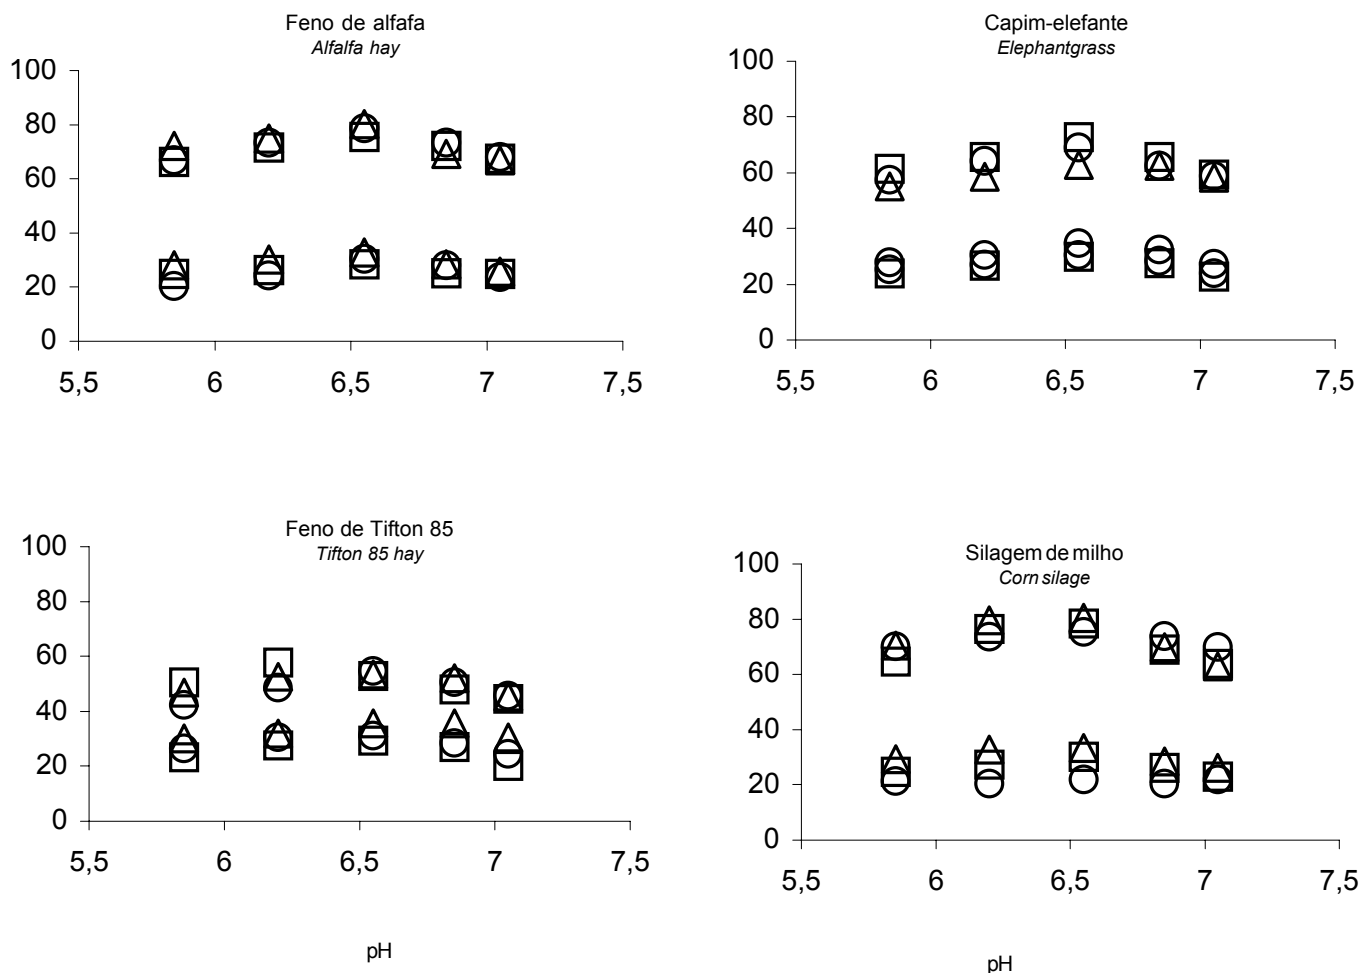 Feno de alfafa
Alfalfa hay
100
80
60
40
20
0
5,5 6 6,5 7 7,5
Capim-elefante
Elephantgrass
100
80
60
40
20
0
5,5 6 6,5 7 7,5
Feno de Tifton 85
Tifton 85 hay
100
80
60
40
20
0
5,5 6 6,5 7 7,5
pH
Silagem de milho
Corn silage
100
80
60
40
20
0
5,5 6 6,5 7 7,5
pH